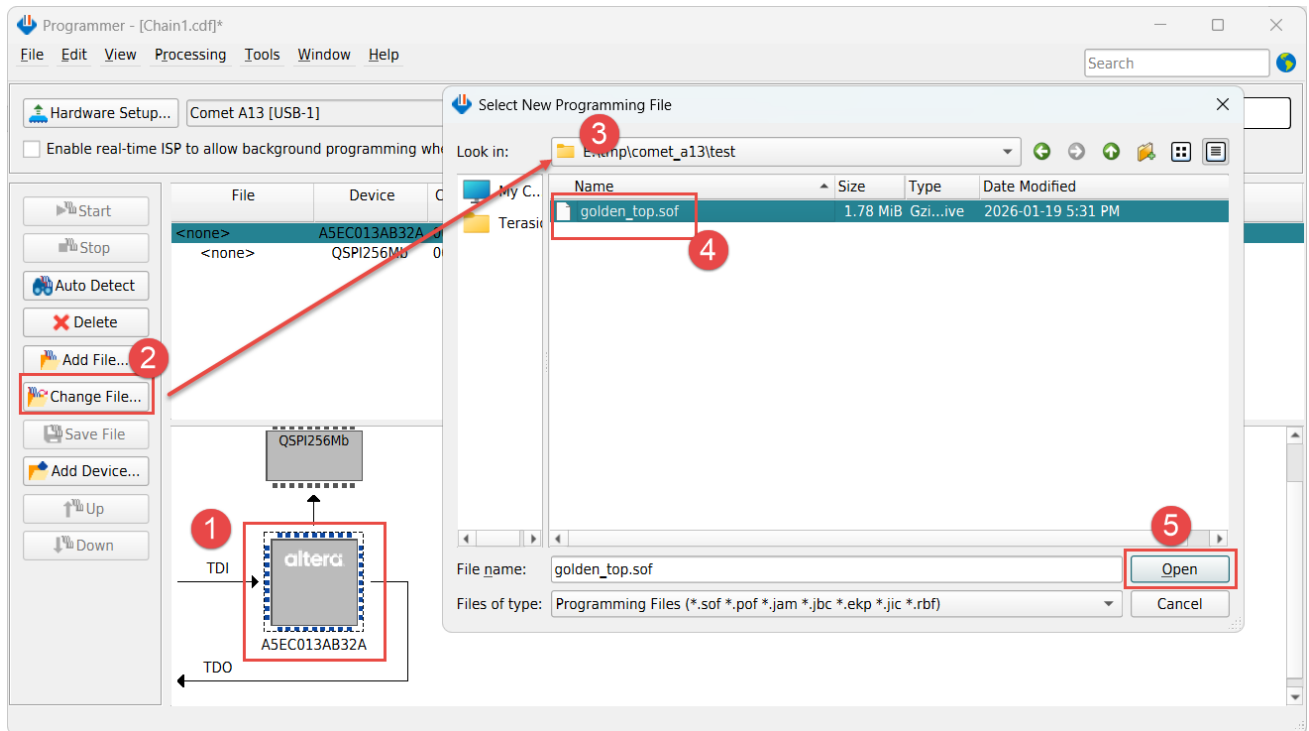 Programmer - [Chain1.cdf]*
File Edit View Processing Tools Window Help
Search
Hardware Setup...
Comet A13 [USB-1]
Enable real-time ISP to allow background programming
Start
Stop
Auto Detect
Delete
Add File...
2
Change File...
Save File
Add Device...
Up
Down
File Device
<none> A5EC013AB32A
<none> QSPI256Mb
QSPI256Mb
1
TDI
altera
A5EC013AB32A
TDO
Select New Programming File
3
Look in:
E:\tmp\comet_a13\test
My C...
Terasic
Name Size Type Date Modified
golden_top.sof 1.78 MiB Gzi...ive 2026-01-19 5:31 PM
4
5
File name: golden_top.sof Open
Files of type: Programming Files (*.sof *.pof *.jam *.jbc *.ekp *.jic *.rbf) Cancel